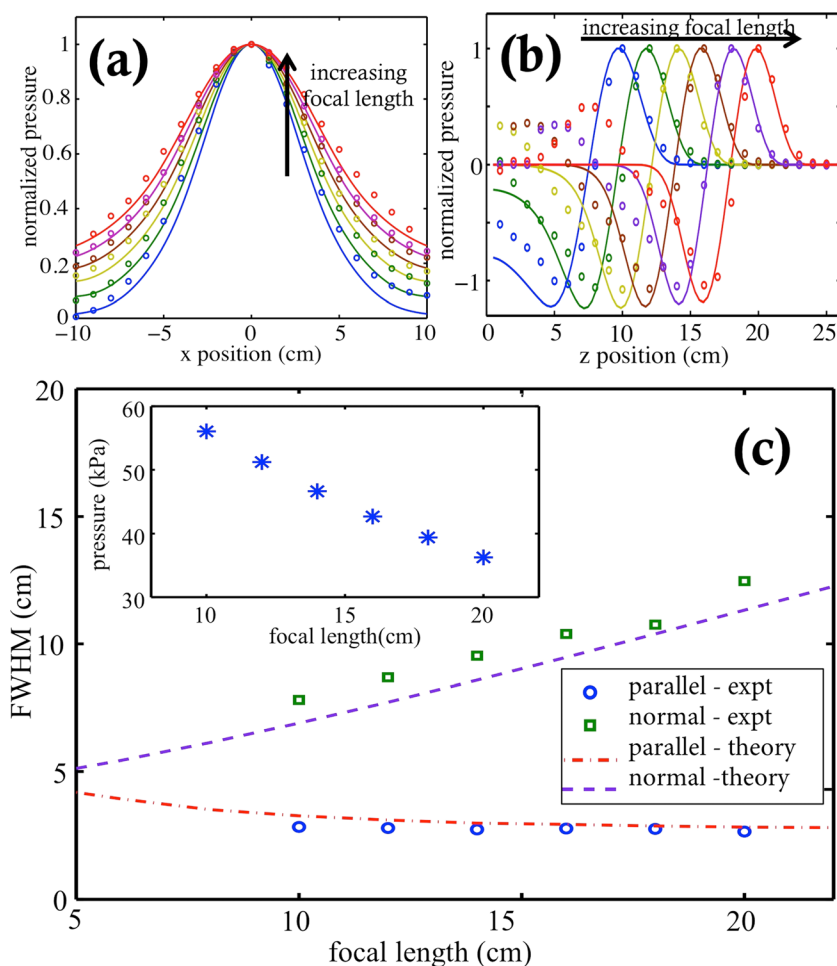 (a)
increasing
focal length
normalized pressure
1
0.8
0.6
0.4
0.2
0
−10
−5
0
5
10
x position (cm)
(b)
increasing focal length
normalized pressure
1
0
−1
0
5
10
15
20
25
z position (cm)
(c)
FWHM (cm)
20
15
10
5
0
5
10
15
20
focal length (cm)
pressure (kPa)
60
50
40
30
10
15
20
focal length(cm)
parallel - expt
normal - expt
parallel - theory
normal -theory